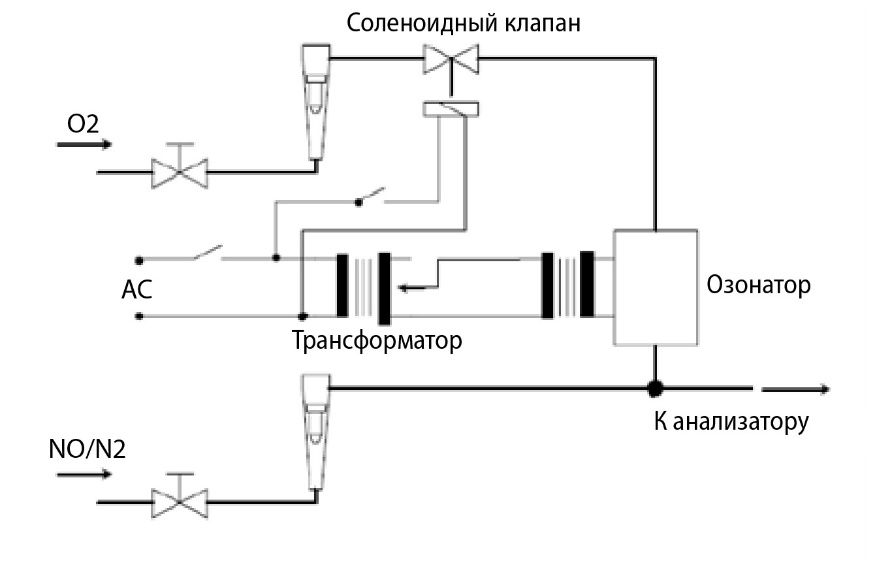 Соленоидный клапан
O2
AC
Озонатор
Трансформатор
К анализатору
NO/N2